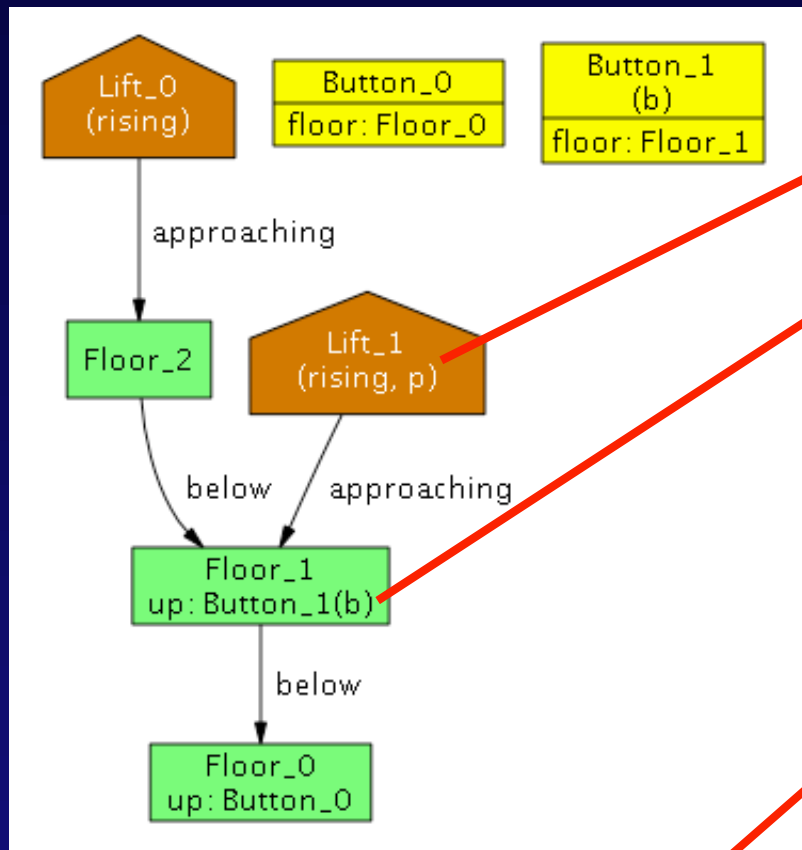 Lift_0
(rising)
Button_0
floor: Floor_0
Button_1
(b)
floor: Floor_1
approaching
Floor_2
Lift_1
(rising, p)
below
approaching
Floor_1
up: Button_1(b)
below
Floor_0
up: Button_0